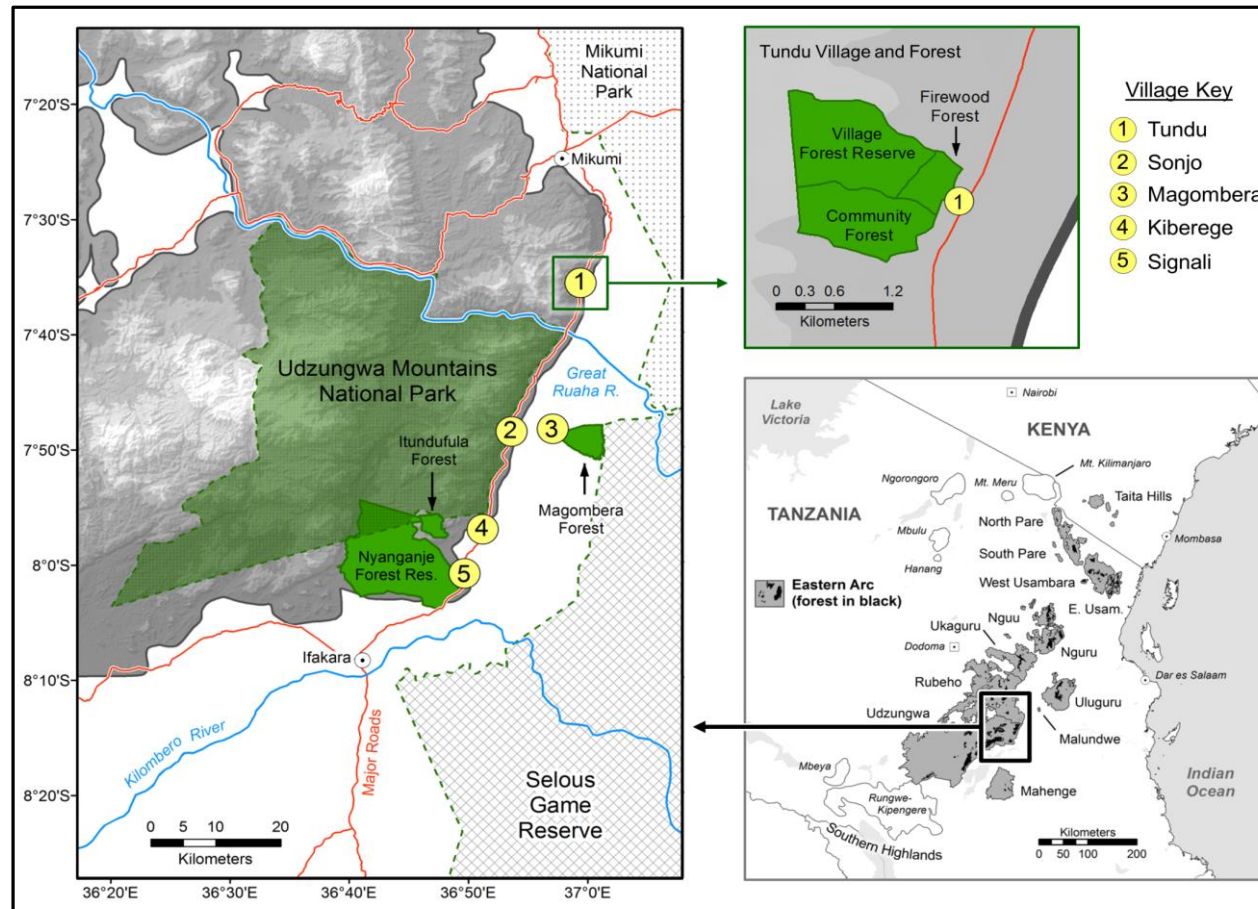 Mikumi
National
Park
7°20'S
7°30'S
7°40'S
7°50'S
8°0'S
8°10'S
8°20'S
Mikumi
1
Udzungwa Mountains
National Park
Great
Ruaha R.
2
3
Itundufula
Forest
Magombera
Forest
4
Nyanganje
Forest Res.
5
Ifakara
Kilombero River
Major Roads
Selous
Game
Reserve
0 5 10 20
Kilometers
36°20'E
36°30'E
36°40'E
36°50'E
37°0'E
Tundu Village and Forest
Firewood
Forest
Village
Forest Reserve
1
Community
Forest
0 0.3 0.6 1.2
Kilometers
Village Key
1 Tundu
2 Sonjo
3 Magombera
4 Kiberege
5 Signali
Lake
Victoria
Nairobi
KENYA
Mt. Kilimanjaro
Ngorongoro
Mt. Meru
Taita Hills
TANZANIA
North Pare
Mbulu
South Pare
Mombasa
Hanang
West Usambara
Eastern Arc
(forest in black)
E. Usam.
Nguu
Ukaguru
Dodoma
Nguru
Dar es Salaam
Rubeho
Uluguru
Udzungwa
Malundwe
Mbeya
Mahenge
Indian
Ocean
Rungwe-
Kipengere
Southern Highlands
Kilometers
0 50 100 200